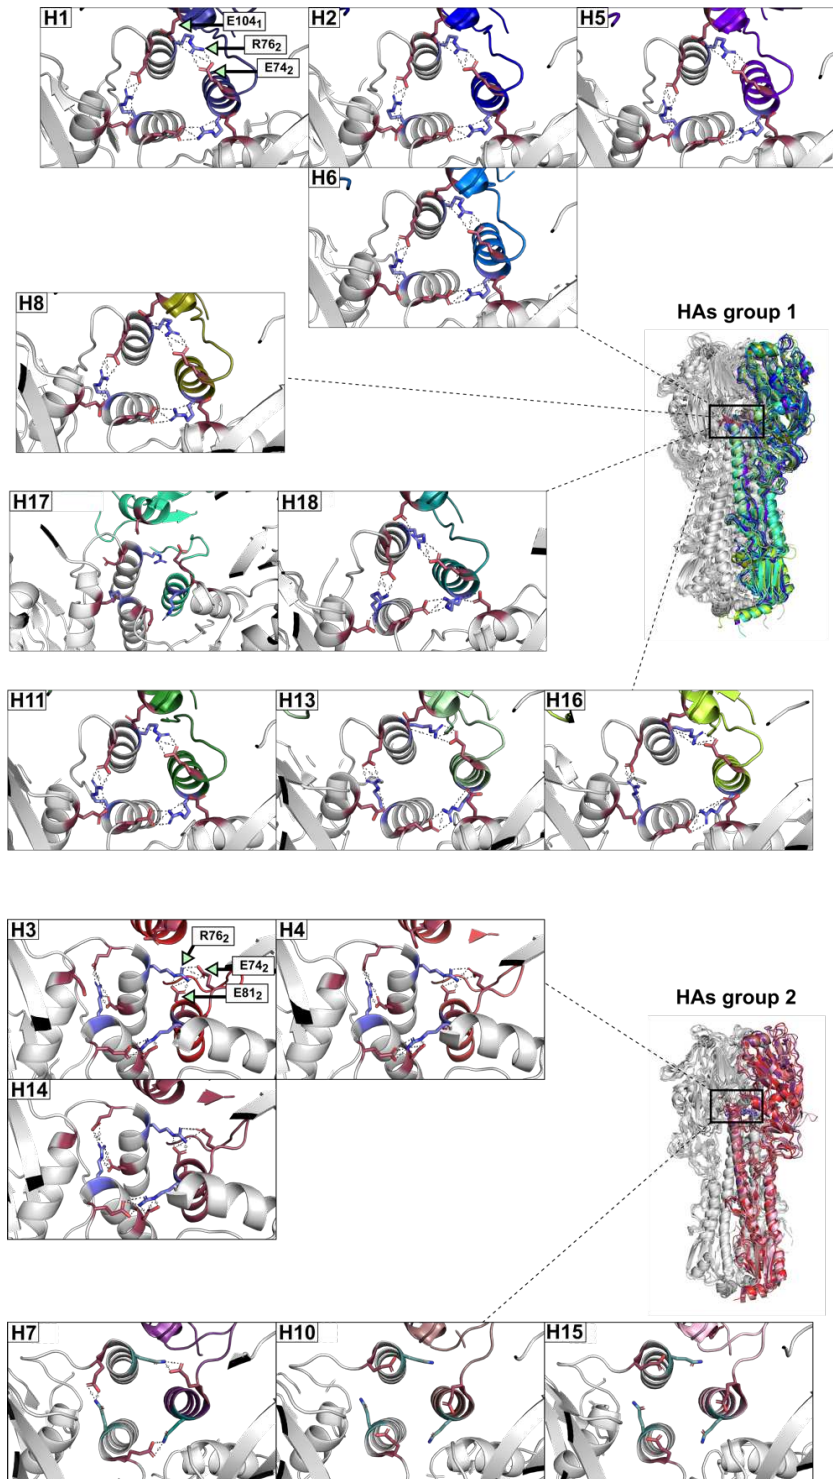 H1
E104₁
R76₂
E74₂
H2
H5
H6
H8
HAs group 1
H17
H18
H11
H13
H16
H3
R76₂
E74₂
E81₂
H4
HAs group 2
H14
H7
H10
H15